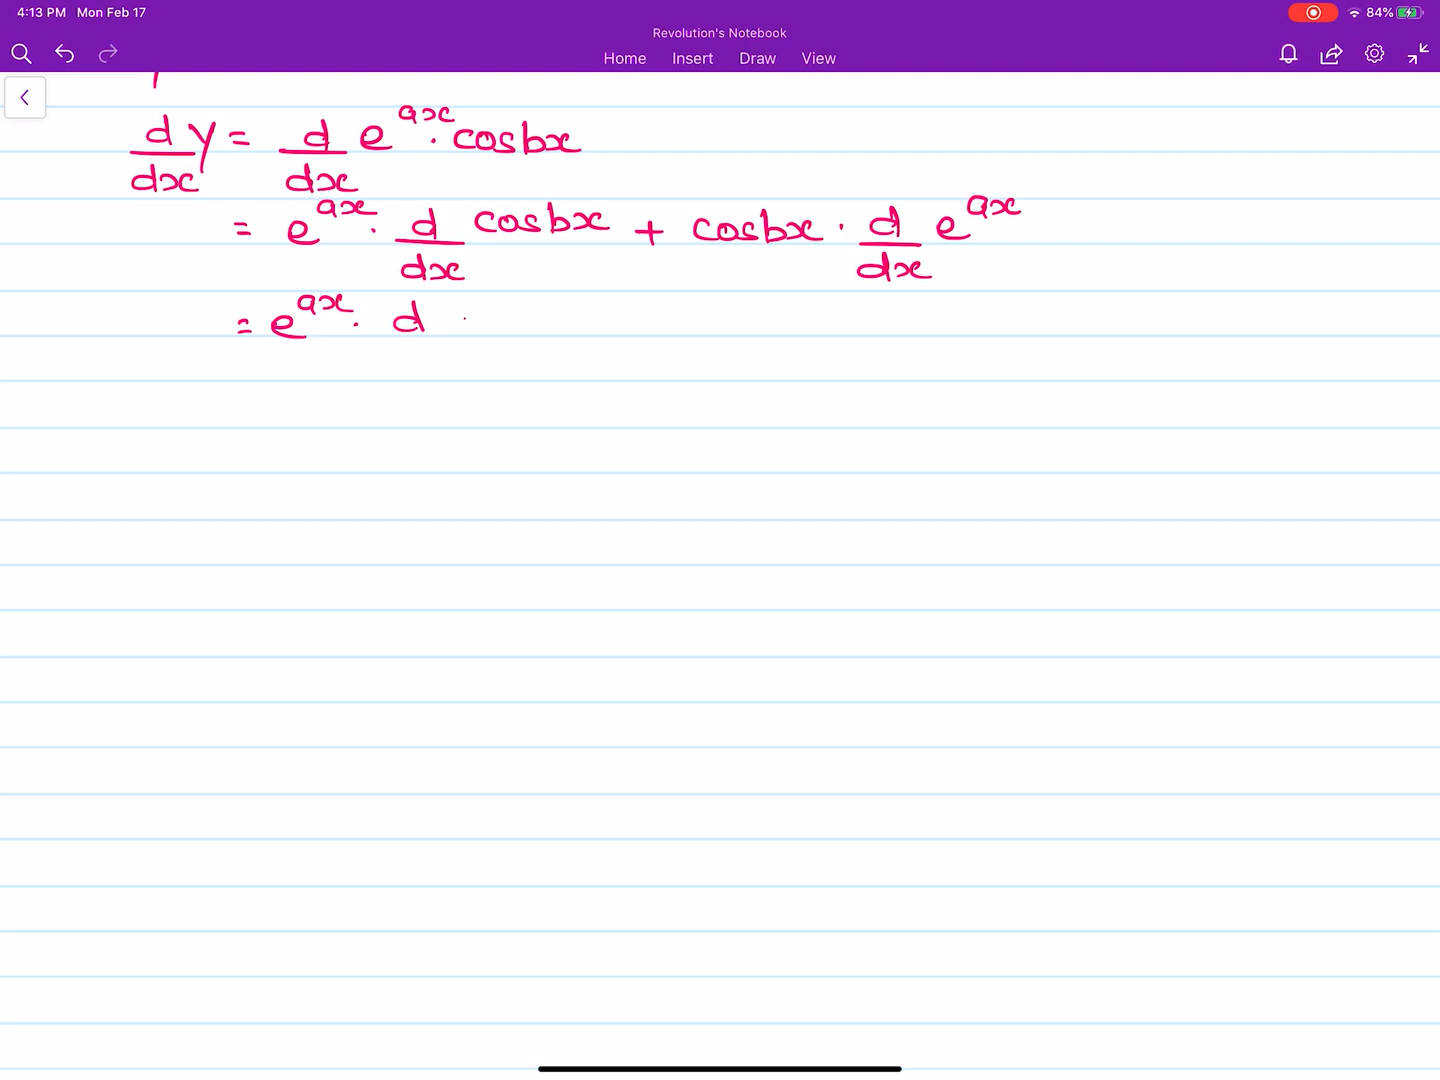 4:13 PM Mon Feb 17
84%
Revolution's Notebook
Home Insert Draw View
d/dx y = d/dx e^ax · cosbx
= e^ax · d/dx cosbx + cosbx · d/dx e^ax
= e^ax · d